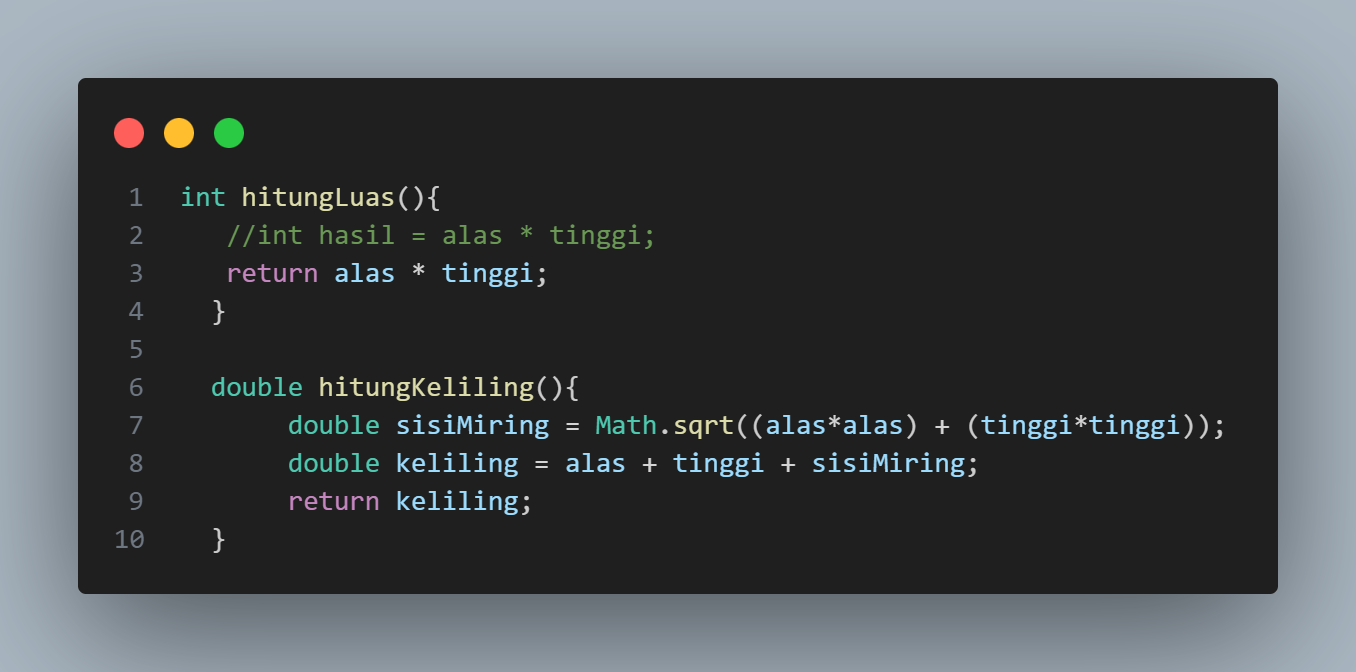 1 int hitungLuas(){
2 //int hasil = alas * tinggi;
3 return alas * tinggi;
4 }
5
6 double hitungKeliling(){
7 double sisiMiring = Math.sqrt((alas*alas) + (tinggi*tinggi));
8 double keliling = alas + tinggi + sisiMiring;
9 return keliling;
10 }